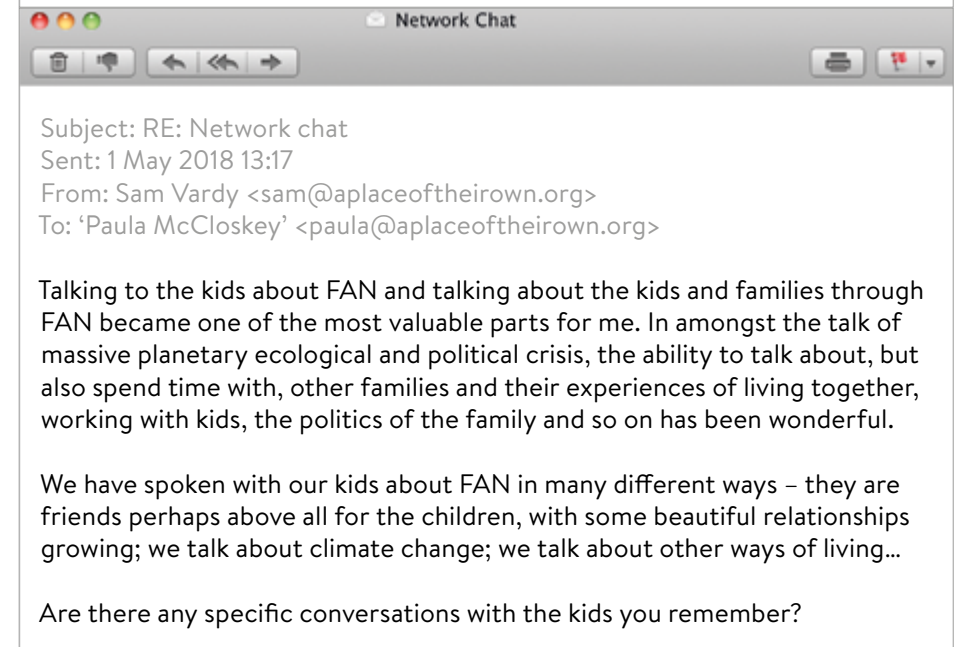 Network Chat
Subject: RE: Network chat
Sent: 1 May 2018 13:17
From: Sam Vardy <sam@aplaceoftheirown.org>
To: ‘Paula McCloskey’ <paula@aplaceoftheirown.org>
Talking to the kids about FAN and talking about the kids and families through
FAN became one of the most valuable parts for me. In amongst the talk of
massive planetary ecological and political crisis, the ability to talk about, but
also spend time with, other families and their experiences of living together,
working with kids, the politics of the family and so on has been wonderful.
We have spoken with our kids about FAN in many different ways – they are
friends perhaps above all for the children, with some beautiful relationships
growing; we talk about climate change; we talk about other ways of living…
Are there any specific conversations with the kids you remember?